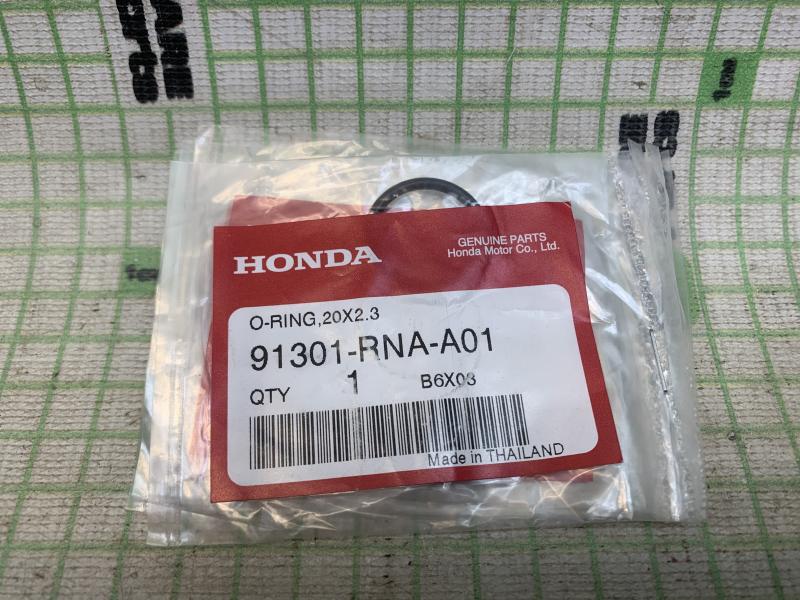 HONDA
GENUINE PARTS
Honda Motor Co., Ltd.
O-RING,20X2.3
91301-RNA-A01
QTY 1 B6X03
Made in THAILAND
1cm